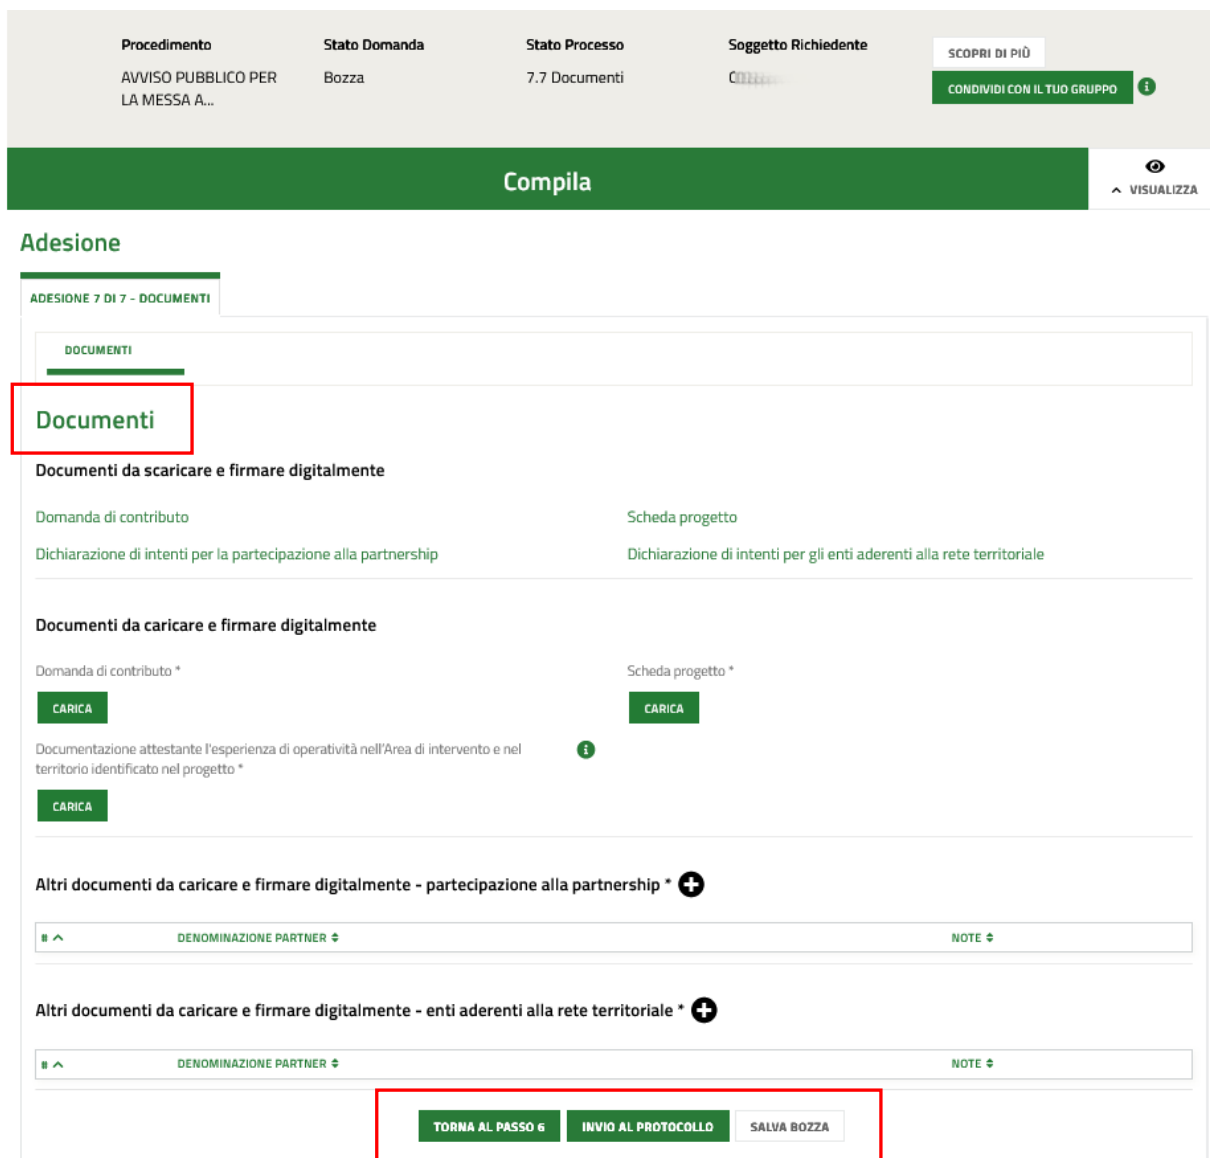 Procedimento
Stato Domanda
Stato Processo
Soggetto Richiedente
SCOPRI DI PIÙ
AVVISO PUBBLICO PER
LA MESSA A...
Bozza
7.7 Documenti
CONDIVIDI CON IL TUO GRUPPO
Compila
VISUALIZZA
Adesione
ADESIONE 7 DI 7 - DOCUMENTI
DOCUMENTI
Documenti
Documenti da scaricare e firmare digitalmente
Domanda di contributo
Scheda progetto
Dichiarazione di intenti per la partecipazione alla partnership
Dichiarazione di intenti per gli enti aderenti alla rete territoriale
Documenti da caricare e firmare digitalmente
Domanda di contributo *
Scheda progetto *
CARICA
CARICA
Documentazione attestante l'esperienza di operatività nell'Area di intervento e nel
territorio identificato nel progetto *
CARICA
Altri documenti da caricare e firmare digitalmente - partecipazione alla partnership *
# DENOMINAZIONE PARTNER NOTE
Altri documenti da caricare e firmare digitalmente - enti aderenti alla rete territoriale *
# DENOMINAZIONE PARTNER NOTE
TORNA AL PASSO 6
INVIO AL PROTOCOLLO
SALVA BOZZA